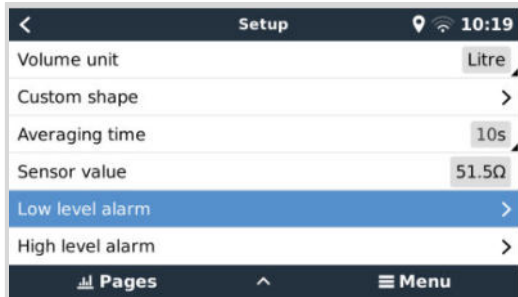 Setup 10:19
Volume unit Litre
Custom shape
Averaging time 10s
Sensor value 51.5Ω
Low level alarm
High level alarm
Pages Menu